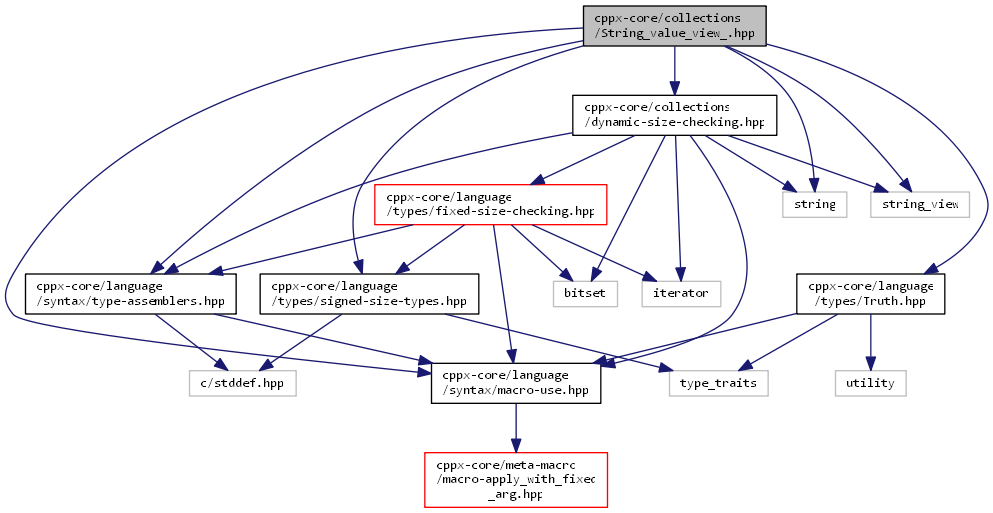 cppx-core/collections
/String_value_view_.hpp
cppx-core/collections
/dynamic-size-checking.hpp
cppx-core/language
/types/fixed-size-checking.hpp
string
string_view
cppx-core/language
/syntax/type-assemblers.hpp
cppx-core/language
/types/signed-size-types.hpp
bitset
iterator
cppx-core/language
/types/Truth.hpp
c/stddef.hpp
cppx-core/language
/syntax/macro-use.hpp
type_traits
utility
cppx-core/meta-macro
/macro-apply_with_fixed
_arg.hpp